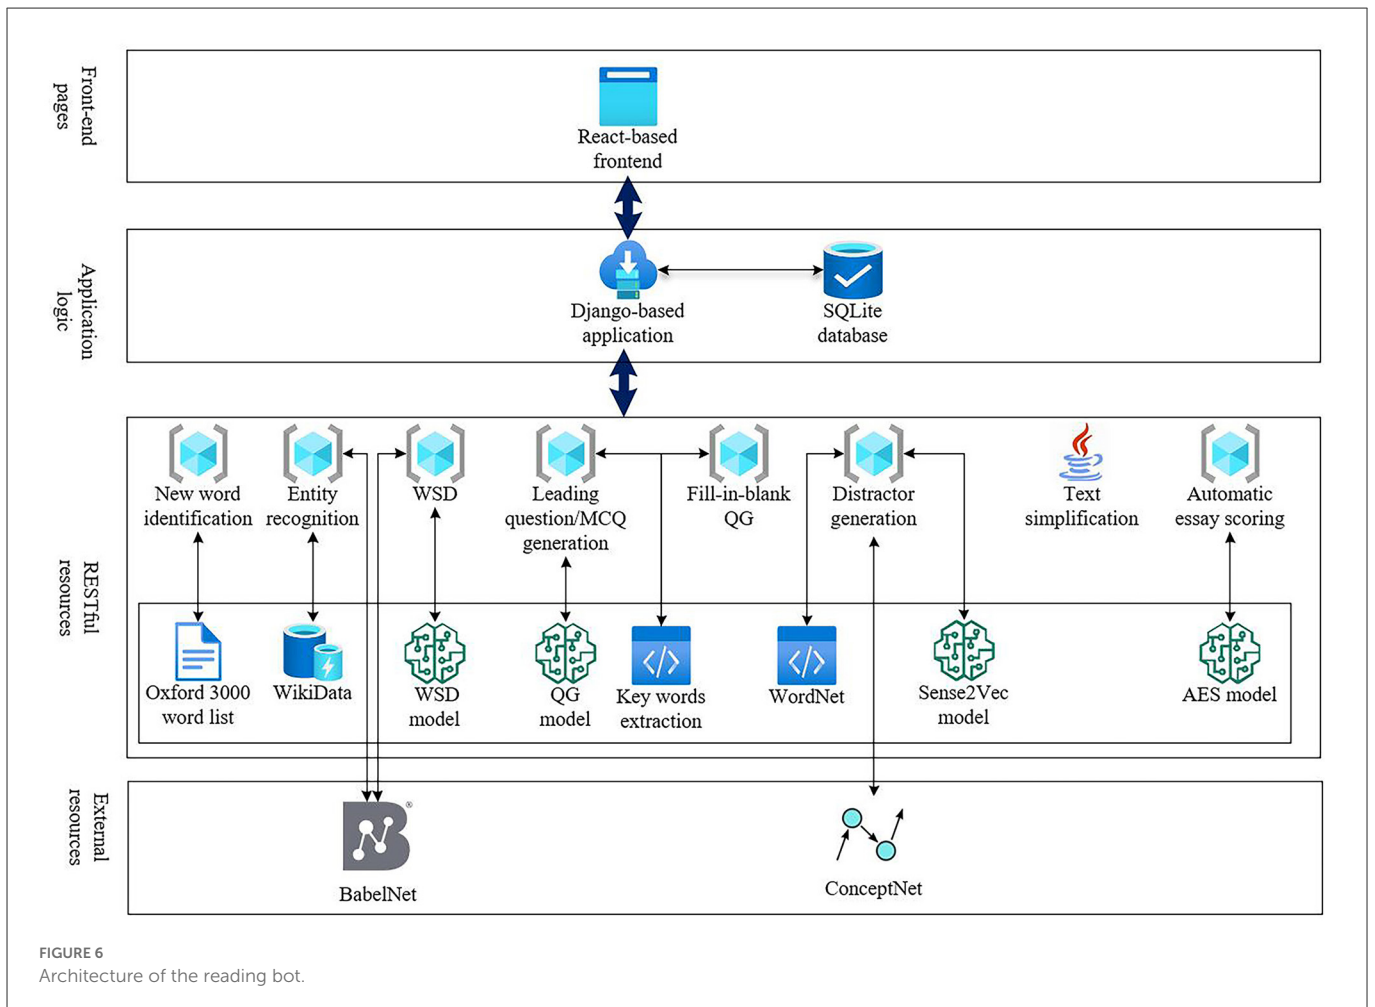 Front-end
pages
React-based
frontend
Application
logic
Django-based
application
SQLite
database
RESTful
resources
New word
identification
Entity
recognition
WSD
Leading
question/MCQ
generation
Fill-in-blank
QG
Distractor
generation
Text
simplification
Automatic
essay scoring
Oxford 3000
word list
WikiData
WSD
model
QG
model
Key words
extraction
WordNet
Sense2Vec
model
AES model
External
resources
®
BabelNet
ConceptNet
FIGURE 6
Architecture of the reading bot.